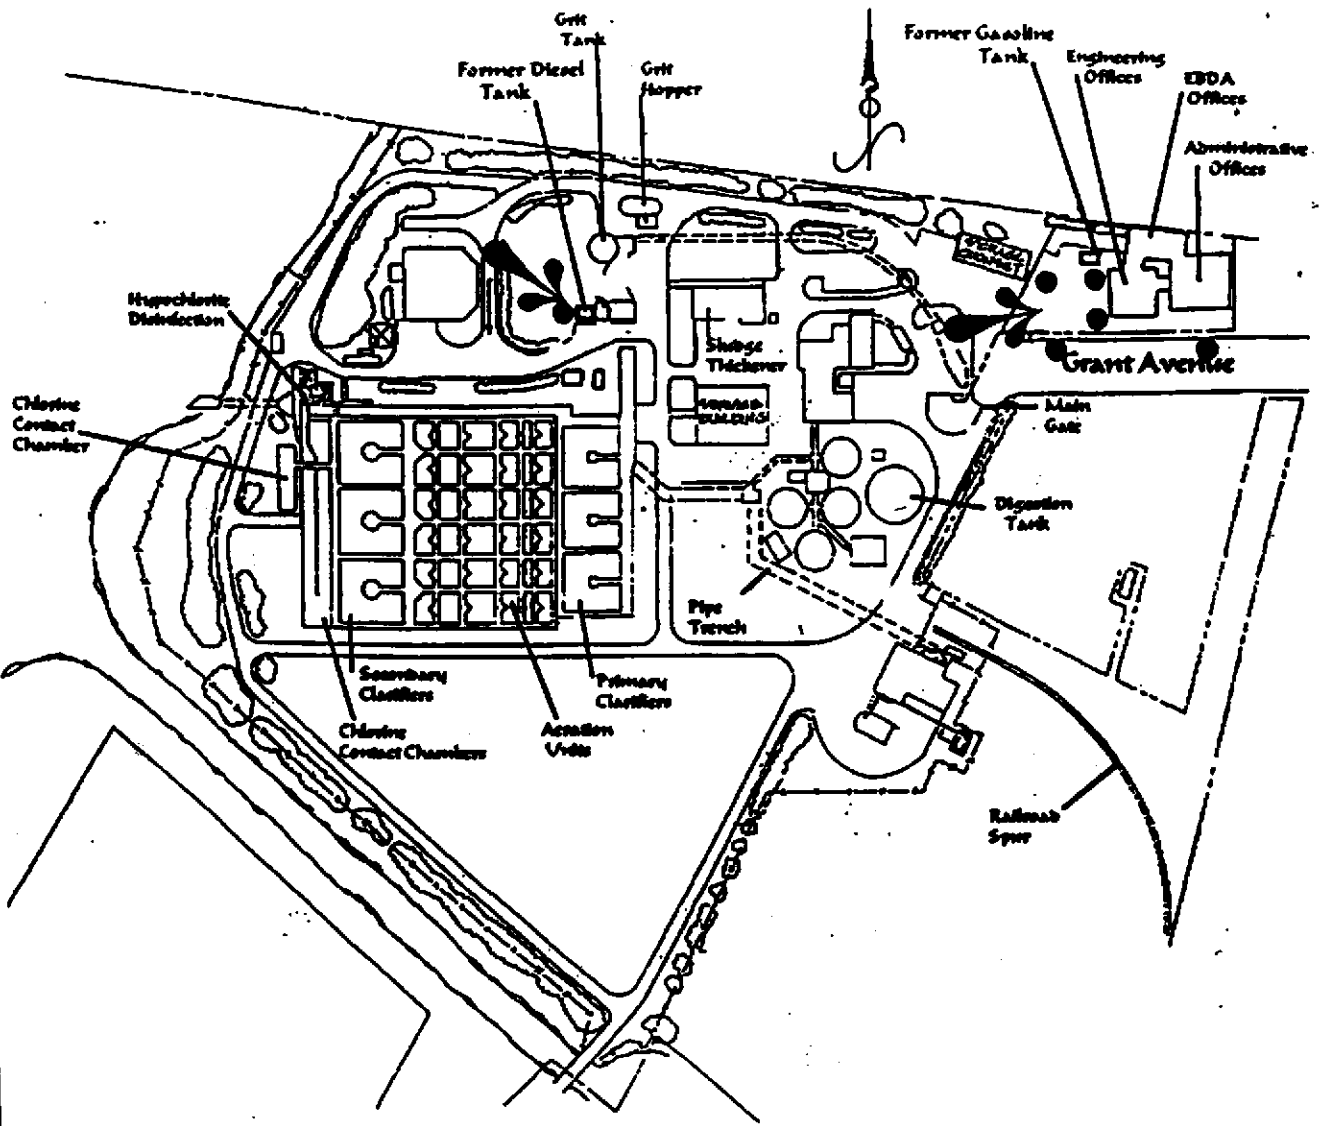 Grit
Tank
Former Diesel
Tank
Grit
Hopper
Former Gasoline
Tank
Engineering
Offices
EBDA
Offices
Administrative
Offices
Hypochlorite
Disinfection
Sludge
Thickener
Grant Avenue
Main
Gate
Chlorine
Contact
Chamber
Digestion
Tank
Pipe
Trench
Secondary
Clarifiers
Primary
Clarifiers
Chlorine
Contact Chambers
Aeration
Units
Railroad
Spur